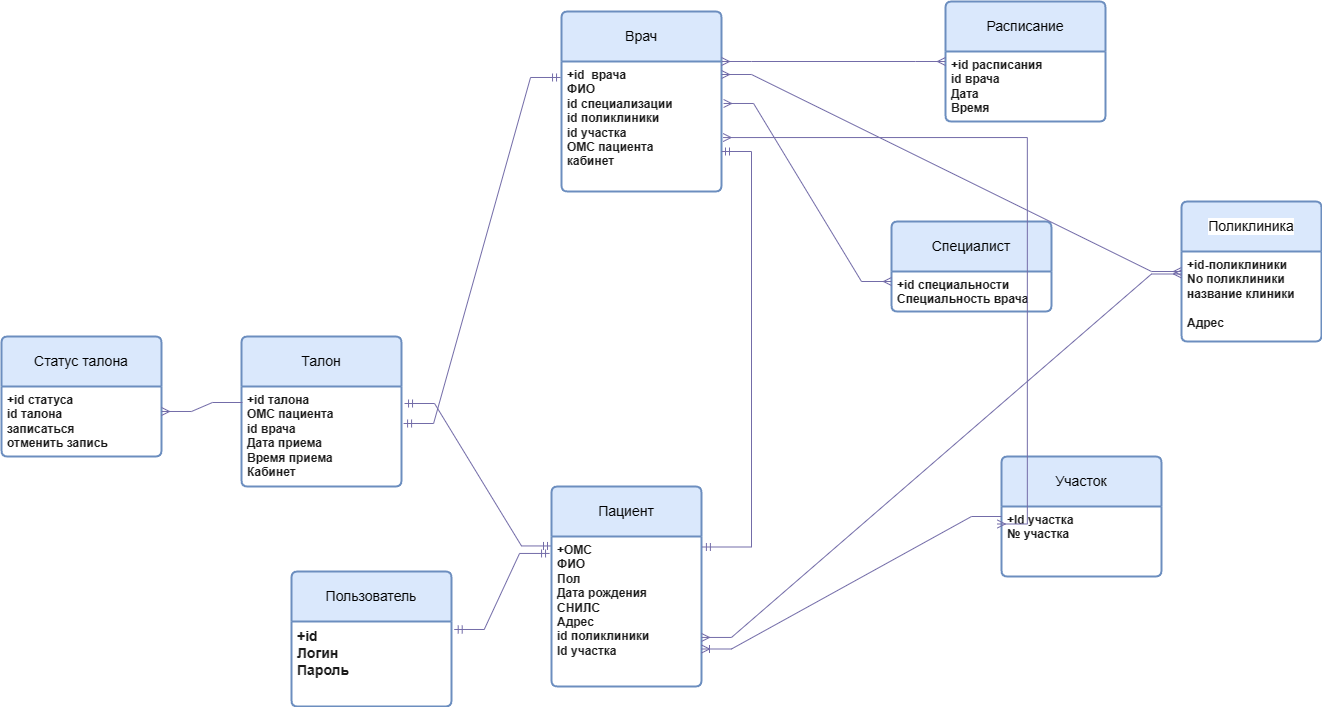 Врач
+id  врача
ФИО
id специализации
id поликлиники
id участка
ОМС пациента
кабинет
Расписание
+id расписания
id врача
Дата
Время
Специалист
+id специальности
Специальность врача
Поликлиника
+id-поликлиники
No поликлиники
название клиники
Адрес
Статус талона
+id статуса
id талона
записаться
отменить запись
Талон
+id талона
ОМС пациента
id врача
Дата приема
Время приема
Кабинет
Участок
+Id участка
№ участка
Пациент
+ОМС
ФИО
Пол
Дата рождения
СНИЛС
Адрес
id поликлиники
Id участка
Пользователь
+id
Логин
Пароль